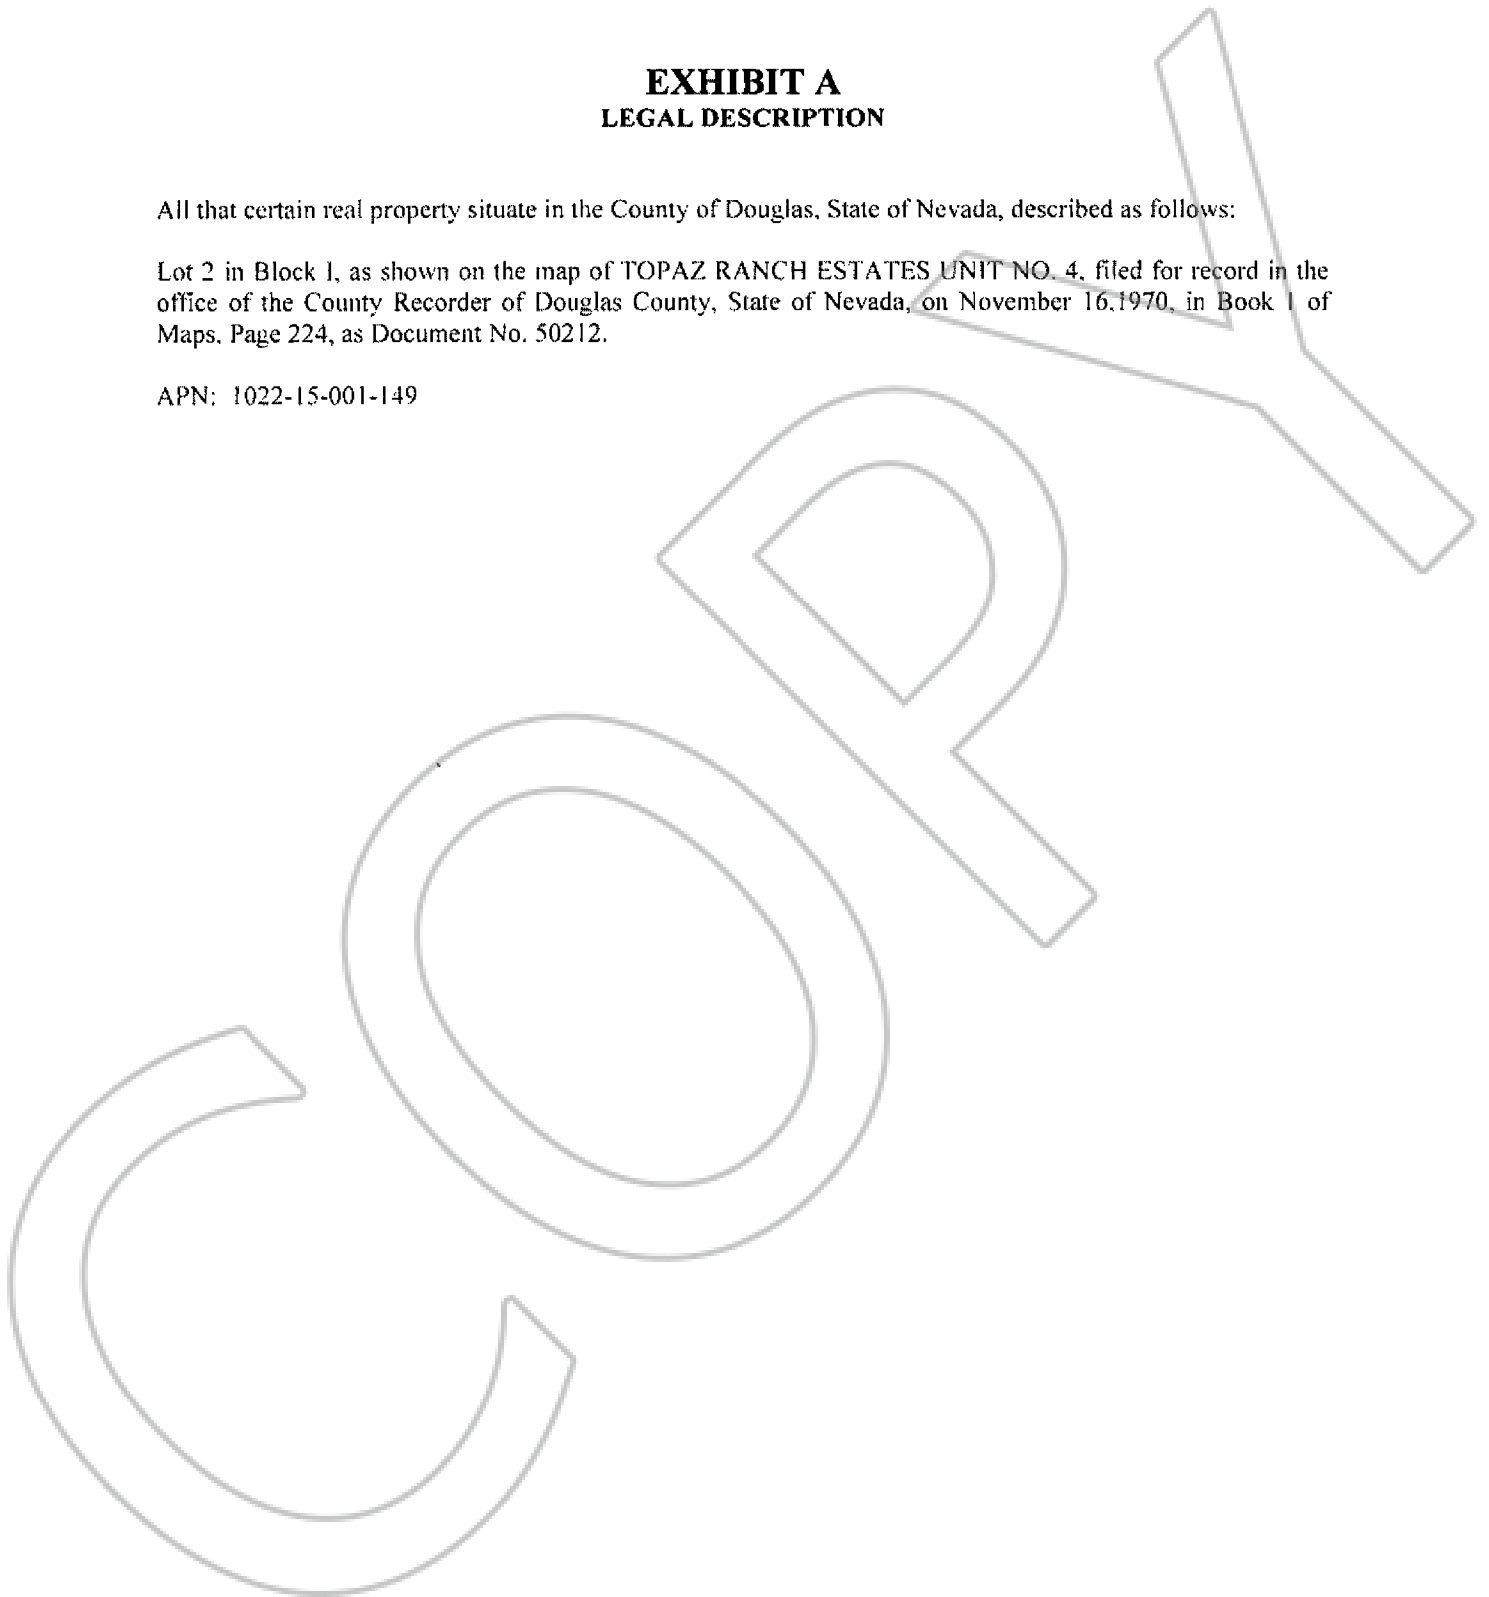 EXHIBIT A
LEGAL DESCRIPTION
All that certain real property situate in the County of Douglas, State of Nevada, described as follows:
Lot 2 in Block I, as shown on the map of TOPAZ RANCH ESTATES UNIT NO. 4, filed for record in the
office of the County Recorder of Douglas County, State of Nevada, on November 16,1970, in Book 1 of
Maps, Page 224, as Document No. 50212.
APN: 1022-15-001-149
COPY